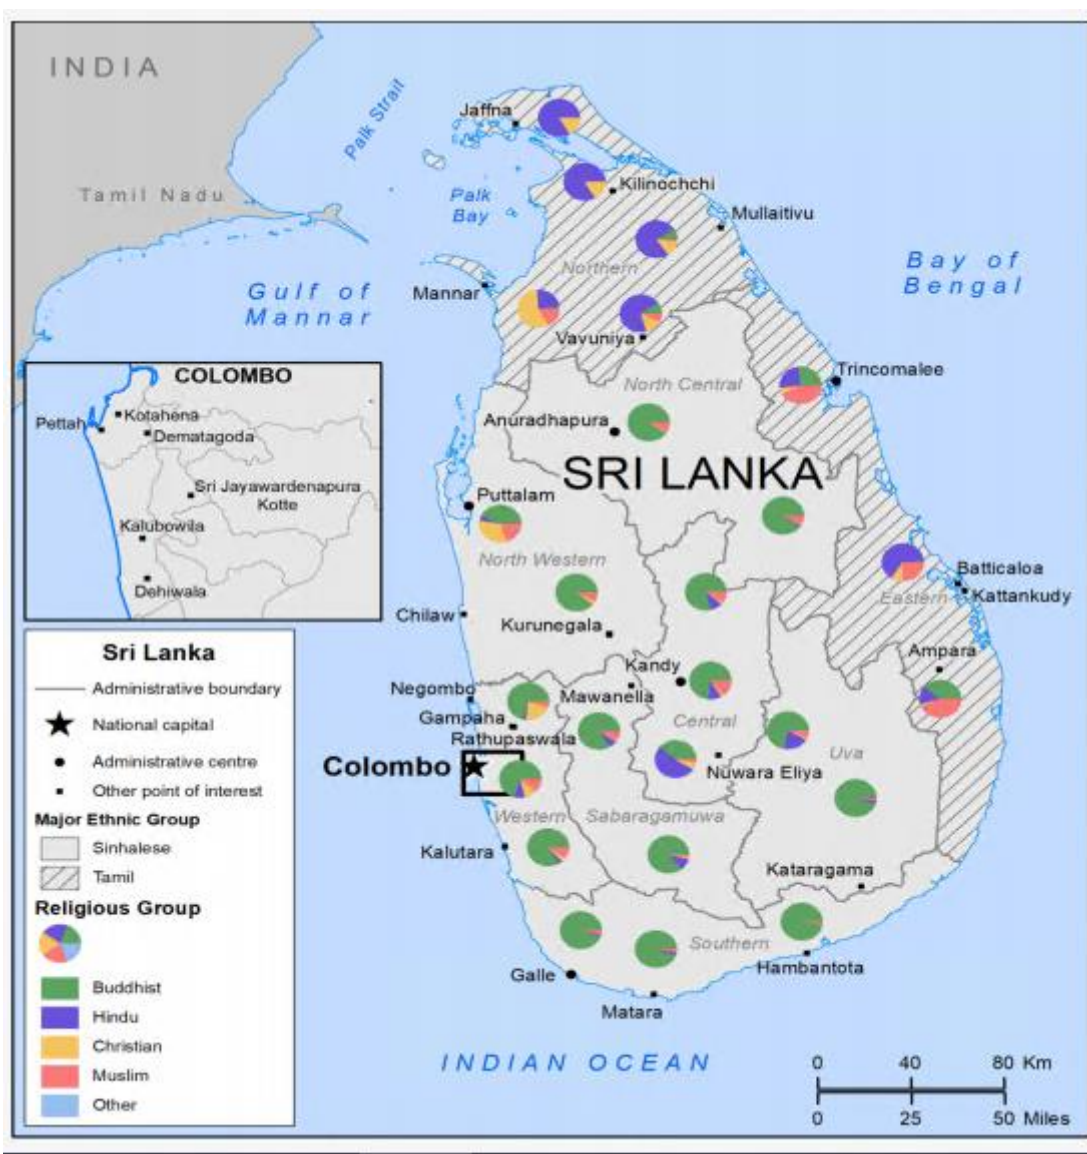 INDIA
Tamil Nadu
Palk Strait
Palk
Bay
Gulf of
Mannar
Bay of
Bengal
Jaffna
Kilinochchi
Mullaitivu
Northern
Mannar
Vavuniya
North Central
Trincomalee
Anuradhapura
SRI LANKA
Puttalam
North Western
Batticaloa
Kattankudy
Eastern
Chilaw
Kurunegala
Ampara
Kandy
Negombo
Mawanella
Gampaha
Central
Rathupaswala
Uva
Colombo
Nuwara Eliya
Western
Sabaragamuwa
Kalutara
Kataragama
Southern
Galle
Hambantota
Matara
INDIAN OCEAN
COLOMBO
Kotahena
Pettah
Dematagoda
Sri Jayawardenapura
Kotte
Kalubowila
Dehiwala
Sri Lanka
Administrative boundary
National capital
Administrative centre
Other point of interest
Major Ethnic Group
Sinhalese
Tamil
Religious Group
Buddhist
Hindu
Christian
Muslim
Other
0 40 80 Km
0 25 50 Miles